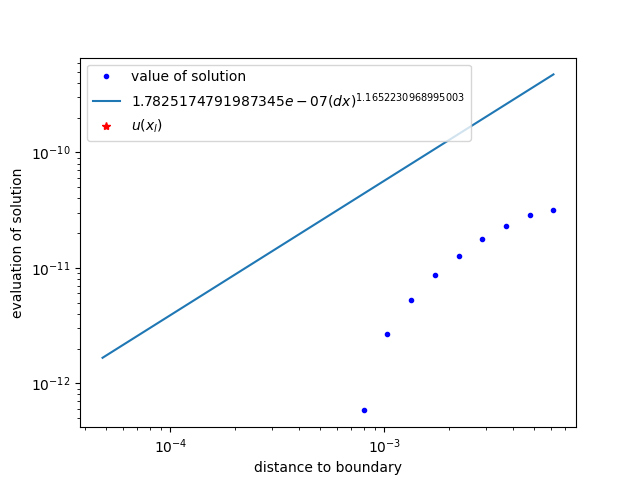 value of solution
1.7825174791987345e − 07(dx)^1.1652230968995003
u(x_l)
10^−10
10^−11
10^−12
evaluation of solution
10^−4
10^−3
distance to boundary